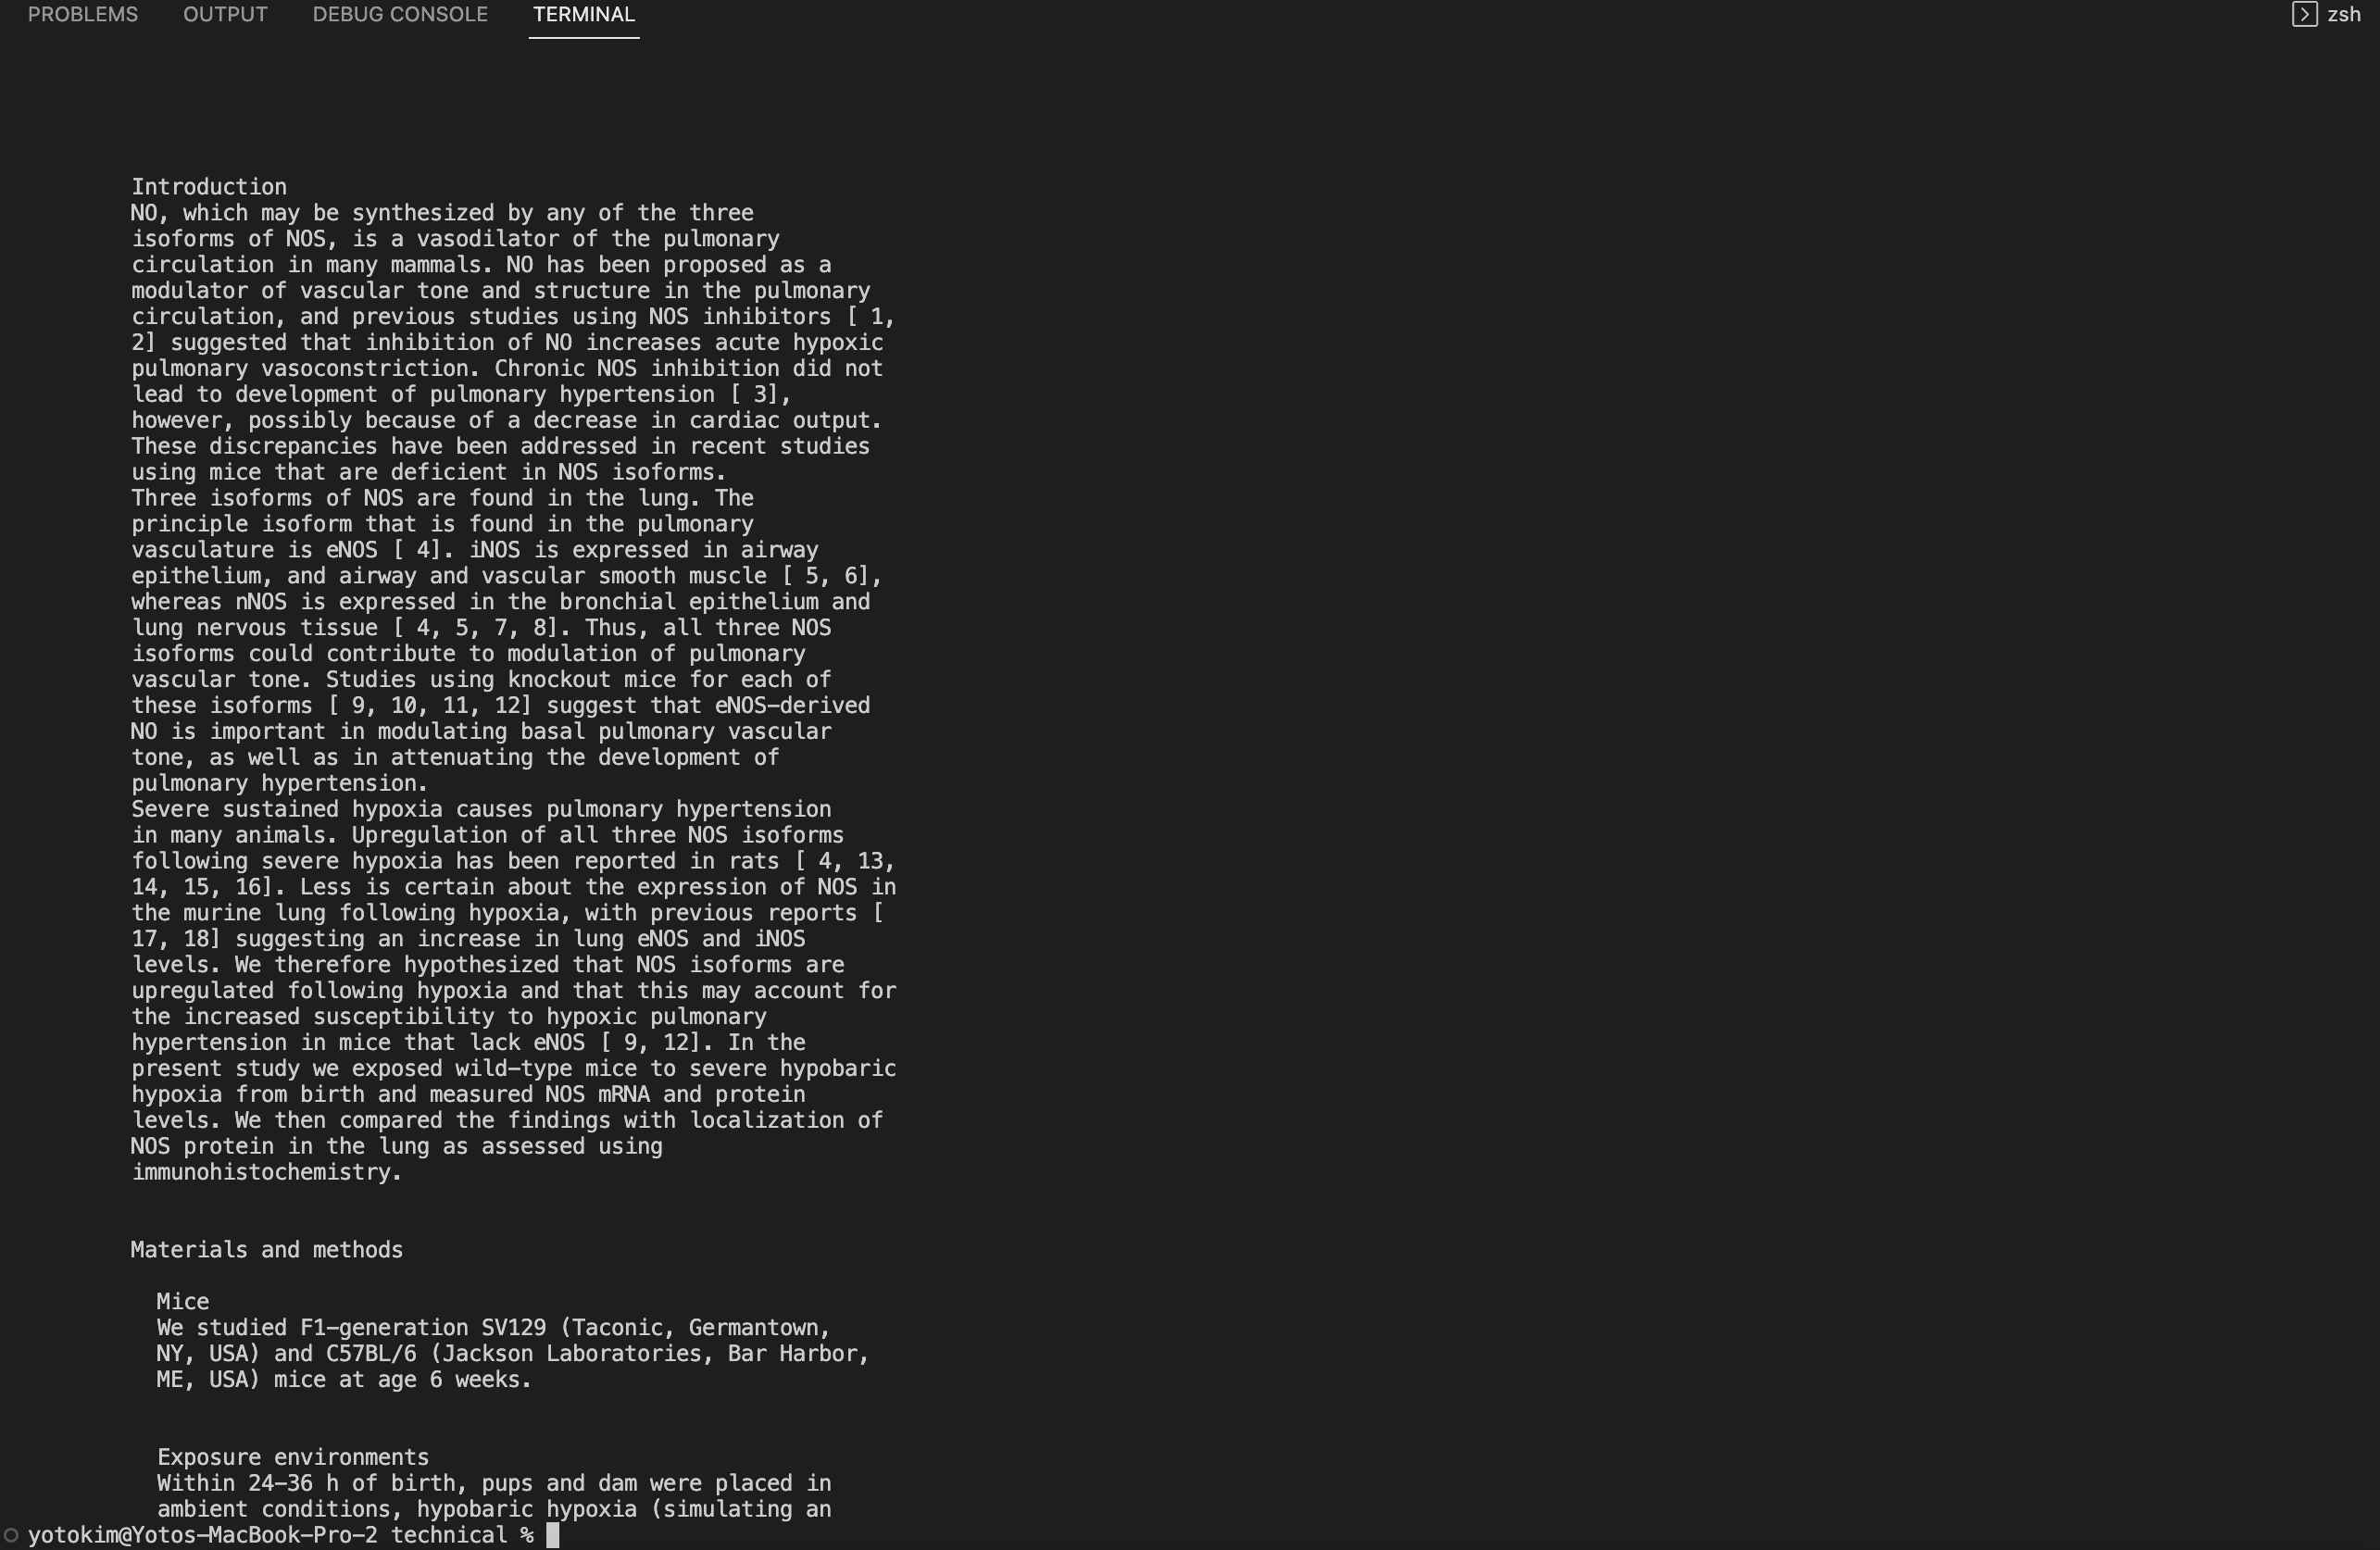 PROBLEMS OUTPUT DEBUG CONSOLE TERMINAL zsh
Introduction
NO, which may be synthesized by any of the three
isoforms of NOS, is a vasodilator of the pulmonary
circulation in many mammals. NO has been proposed as a
modulator of vascular tone and structure in the pulmonary
circulation, and previous studies using NOS inhibitors [ 1,
2] suggested that inhibition of NO increases acute hypoxic
pulmonary vasoconstriction. Chronic NOS inhibition did not
lead to development of pulmonary hypertension [ 3],
however, possibly because of a decrease in cardiac output.
These discrepancies have been addressed in recent studies
using mice that are deficient in NOS isoforms.
Three isoforms of NOS are found in the lung. The
principle isoform that is found in the pulmonary
vasculature is eNOS [ 4]. iNOS is expressed in airway
epithelium, and airway and vascular smooth muscle [ 5, 6],
whereas nNOS is expressed in the bronchial epithelium and
lung nervous tissue [ 4, 5, 7, 8]. Thus, all three NOS
isoforms could contribute to modulation of pulmonary
vascular tone. Studies using knockout mice for each of
these isoforms [ 9, 10, 11, 12] suggest that eNOS-derived
NO is important in modulating basal pulmonary vascular
tone, as well as in attenuating the development of
pulmonary hypertension.
Severe sustained hypoxia causes pulmonary hypertension
in many animals. Upregulation of all three NOS isoforms
following severe hypoxia has been reported in rats [ 4, 13,
14, 15, 16]. Less is certain about the expression of NOS in
the murine lung following hypoxia, with previous reports [
17, 18] suggesting an increase in lung eNOS and iNOS
levels. We therefore hypothesized that NOS isoforms are
upregulated following hypoxia and that this may account for
the increased susceptibility to hypoxic pulmonary
hypertension in mice that lack eNOS [ 9, 12]. In the
present study we exposed wild-type mice to severe hypobaric
hypoxia from birth and measured NOS mRNA and protein
levels. We then compared the findings with localization of
NOS protein in the lung as assessed using
immunohistochemistry.
Materials and methods
Mice
We studied F1-generation SV129 (Taconic, Germantown,
NY, USA) and C57BL/6 (Jackson Laboratories, Bar Harbor,
ME, USA) mice at age 6 weeks.
Exposure environments
Within 24-36 h of birth, pups and dam were placed in
ambient conditions, hypobaric hypoxia (simulating an
yotokim@Yotos-MacBook-Pro-2 technical %